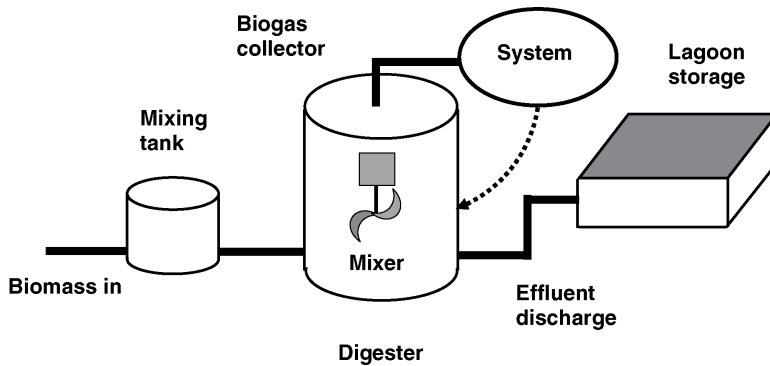 Biogas
collector
System
Lagoon
storage
Mixing
tank
Mixer
Biomass in
Effluent
discharge
Digester